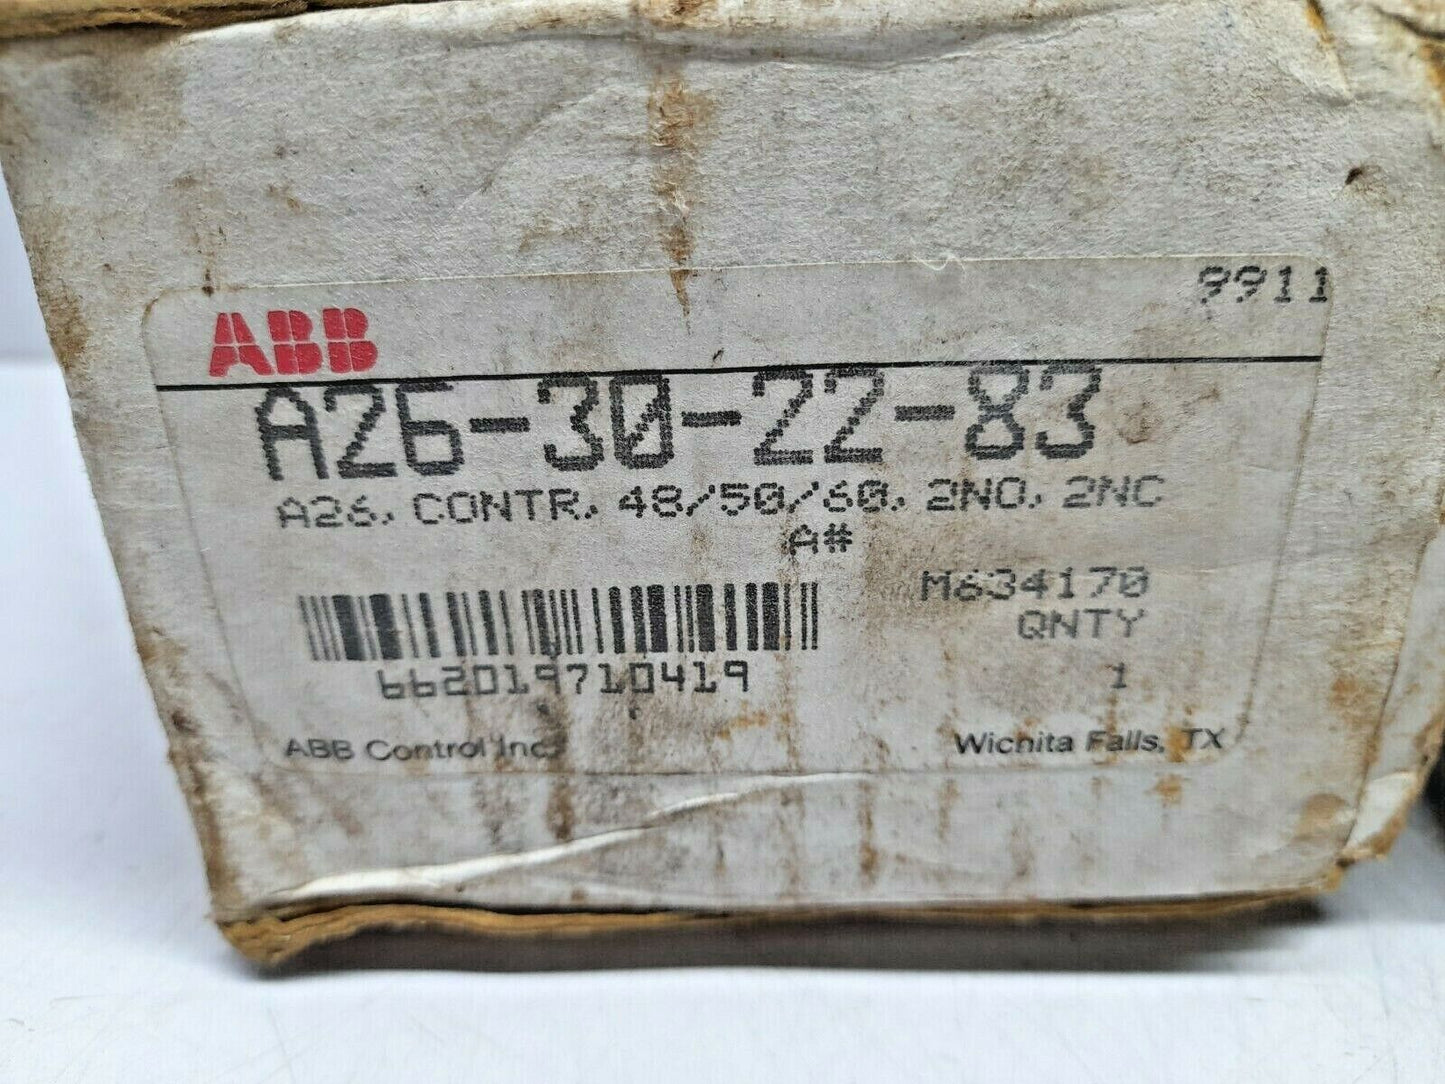 9911
ABB
A26-30-22-83
A26, CONTR, 48/50/60, 2NO, 2NC
A#
M634170
QNTY
662019710419
1
ABB Control Inc.
Wichita Falls, TX